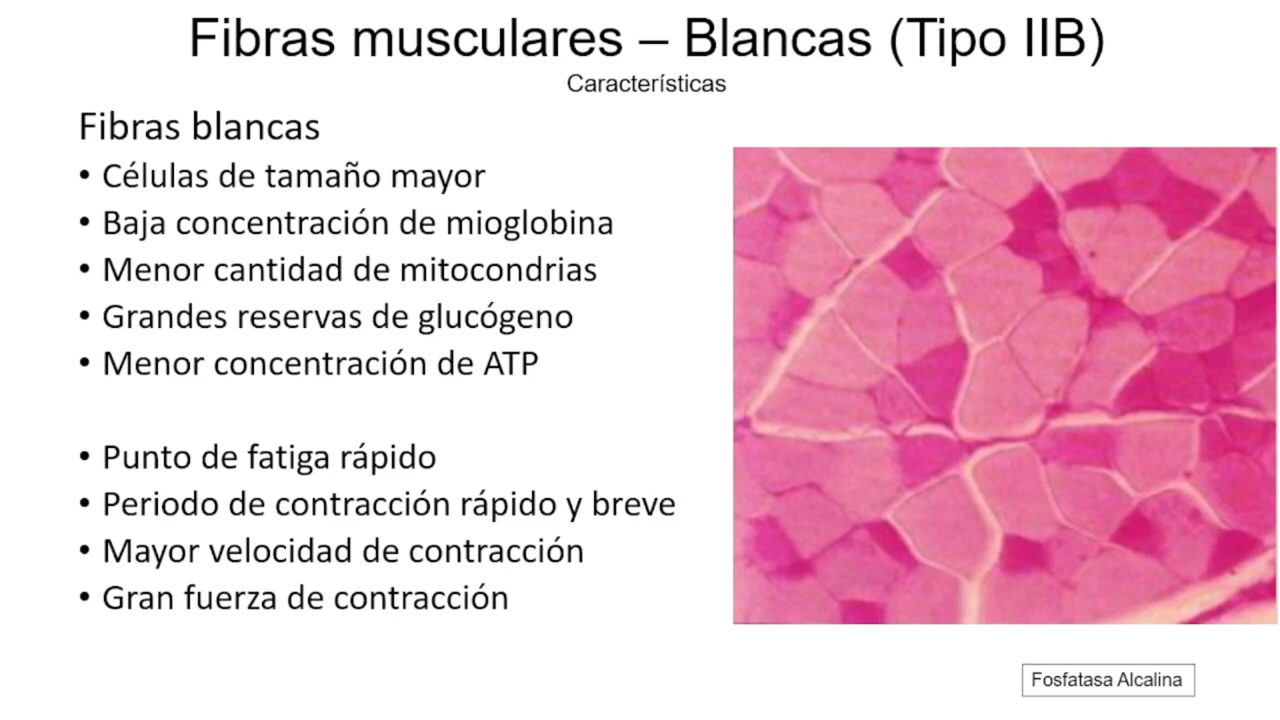 Fibras musculares – Blancas (Tipo IIB)
Características
Fibras blancas
• Células de tamaño mayor
• Baja concentración de mioglobina
• Menor cantidad de mitocondrias
• Grandes reservas de glucógeno
• Menor concentración de ATP
• Punto de fatiga rápido
• Periodo de contracción rápido y breve
• Mayor velocidad de contracción
• Gran fuerza de contracción
Fosfatasa Alcalina